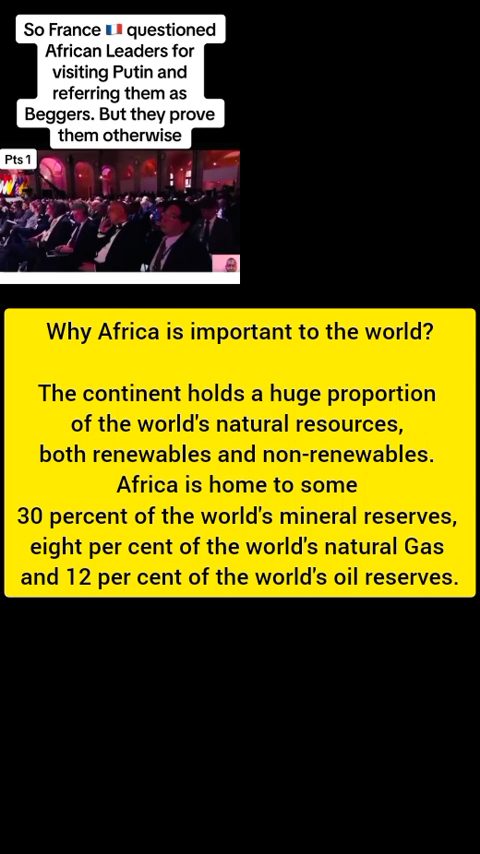 So France 🇫🇷 questioned
African Leaders for
visiting Putin and
referring them as
Beggers. But they prove
them otherwise
Pts 1
Why Africa is important to the world?
The continent holds a huge proportion
of the world's natural resources,
both renewables and non-renewables.
Africa is home to some
30 percent of the world's mineral reserves,
eight per cent of the world's natural Gas
and 12 per cent of the world's oil reserves.